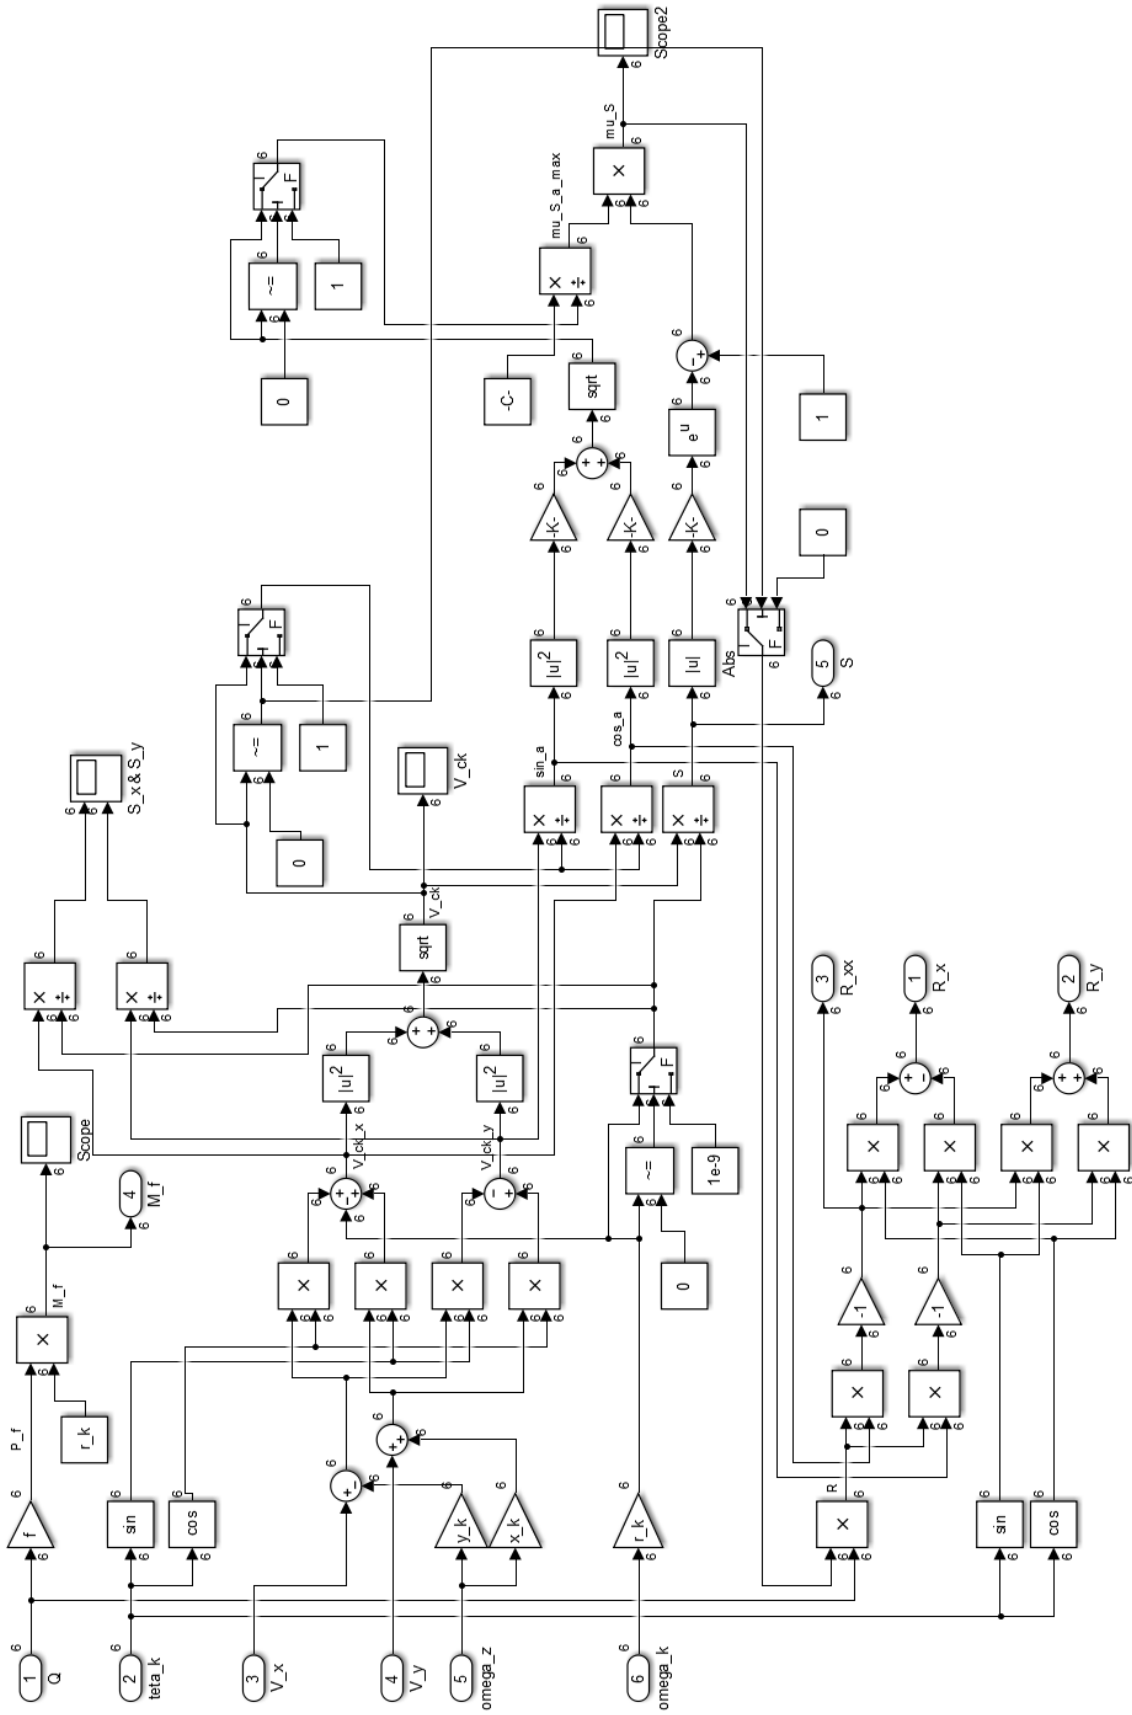 1
Q
f
P_f
r_k
×
M_f
Scope
4
M_f
2
teta_k
sin
cos
3
V_x
4
V_y
5
omega_z
y_k
x_k
6
omega_k
r_k
×
×
×
×
V_ck_x
V_ck_y
|u|²
|u|²
0
~=
1e-9
T
F
× ÷
× ÷
S_x & S_y
sqrt
V_ck
V_ck
0
~=
1
T
F
× ÷
sin_a
× ÷
cos_a
× ÷
S
|u|²
|u|²
|u|
Abs
5
S
-K-
-K-
-K-
sqrt
e^u
1
0
T
F
0
~=
1
T
F
-C-
× ÷
mu_S_a_max
×
mu_S
Scope2
×
R
sin
cos
×
×
-1
-1
×
×
×
×
3
R_xx
1
R_x
2
R_y